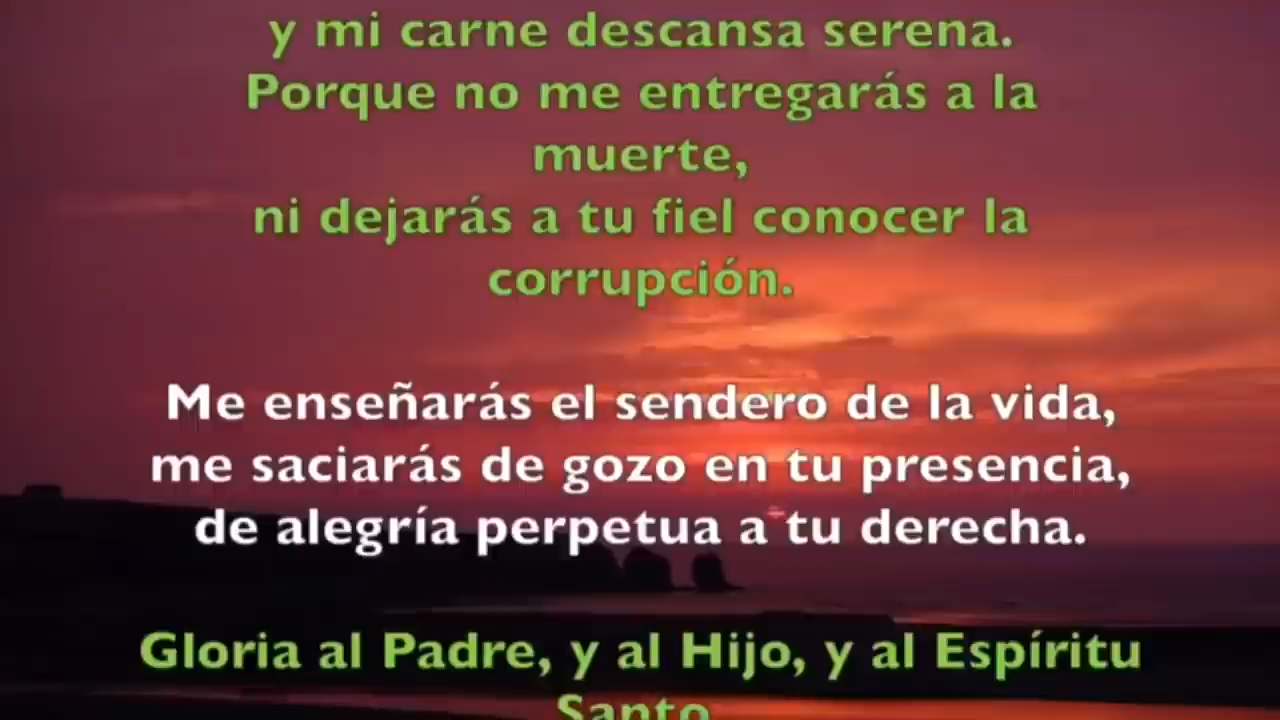 y mi carne descansa serena.
Porque no me entregarás a la
muerte,
ni dejarás a tu fiel conocer la
corrupción.
Me enseñarás el sendero de la vida,
me saciarás de gozo en tu presencia,
de alegría perpetua a tu derecha.
Gloria al Padre, y al Hijo, y al Espíritu
Santo